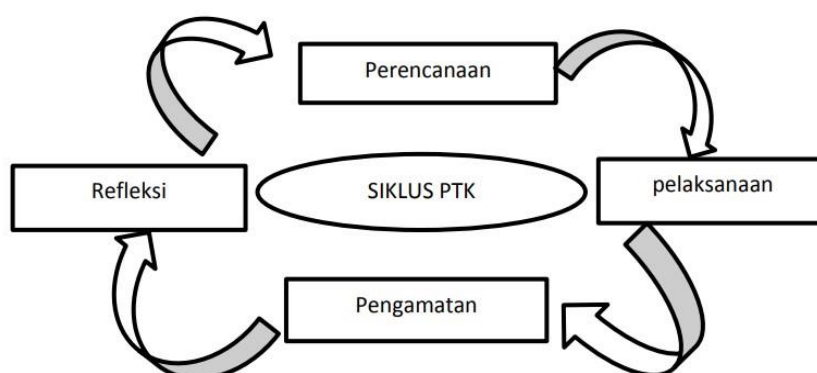 Perencanaan
Refleksi
SIKLUS PTK
pelaksanaan
Pengamatan